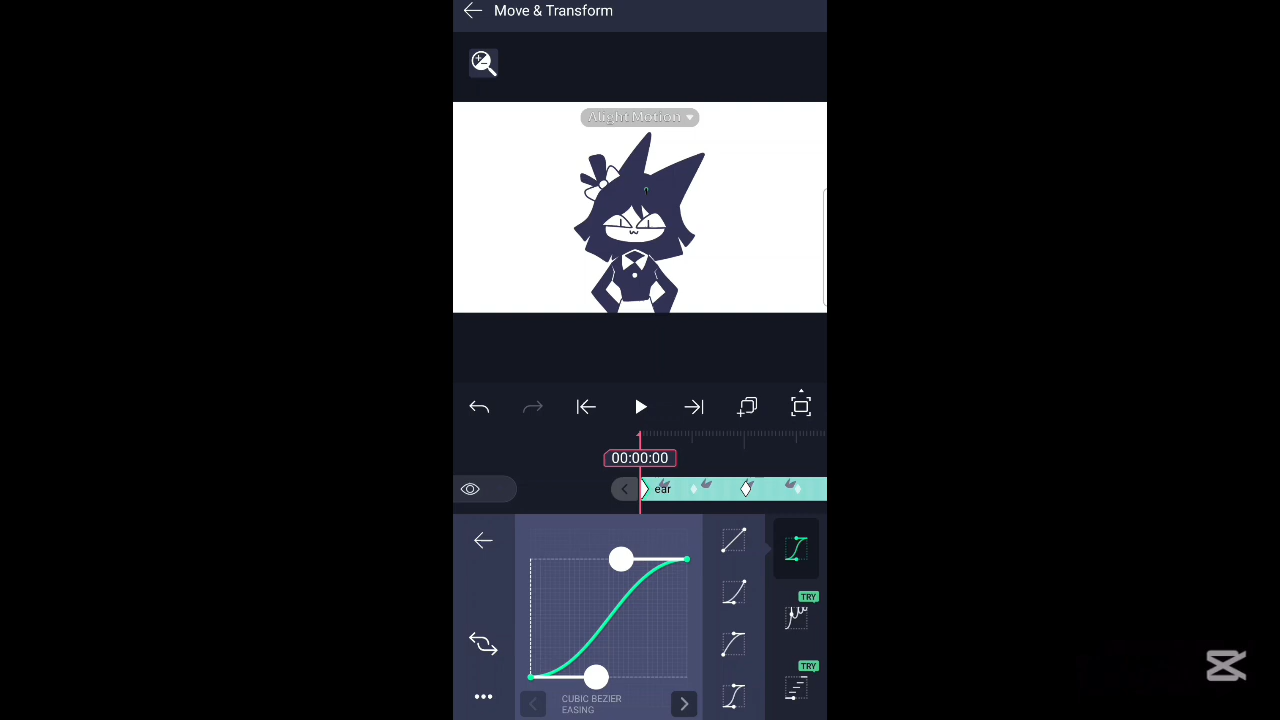 Move & Transform
Alight Motion
00:00:00
ear
TRY
TRY
CUBIC BEZIER
EASING